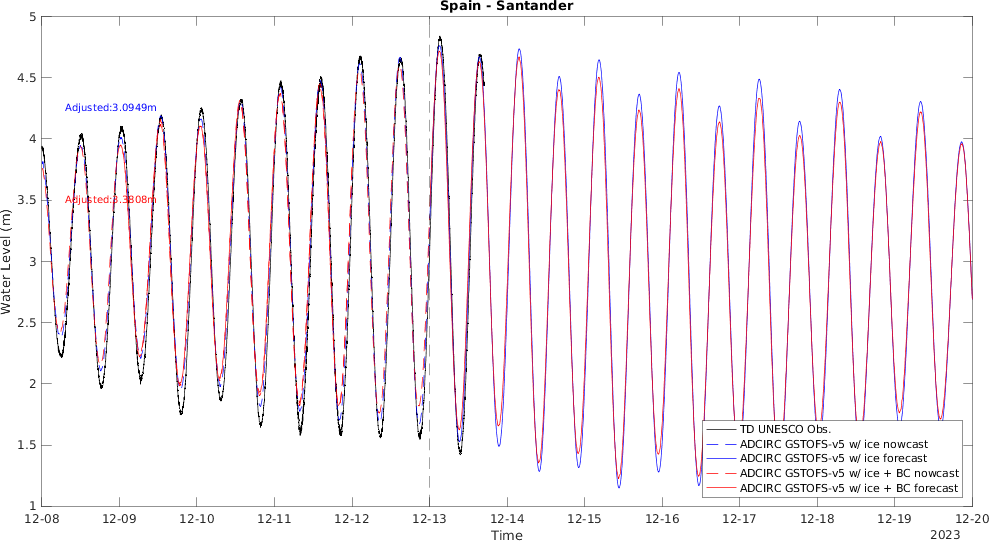 Spain - Santander
5
4.5
4
3.5
3
2.5
2
1.5
1
Water Level (m)
Adjusted:3.0949m
Adjusted:3.3808m
TD UNESCO Obs.
ADCIRC GSTOFS-v5 w/ ice nowcast
ADCIRC GSTOFS-v5 w/ ice forecast
ADCIRC GSTOFS-v5 w/ ice + BC nowcast
ADCIRC GSTOFS-v5 w/ ice + BC forecast
12-08 12-09 12-10 12-11 12-12 12-13 12-14 12-15 12-16 12-17 12-18 12-19 12-20
Time
2023